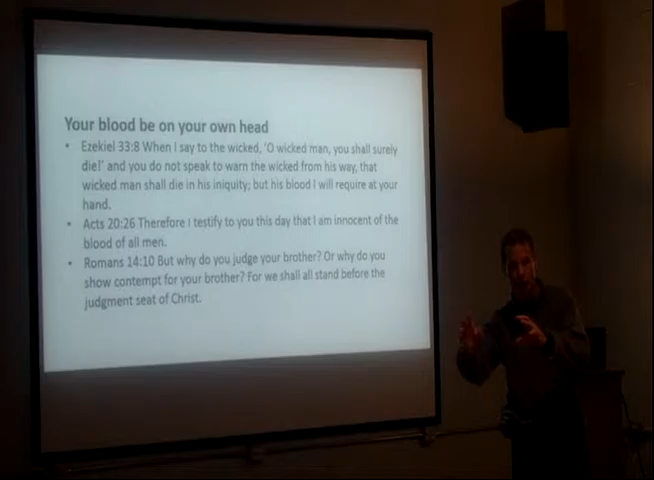 Your blood be on your own head
• Ezekiel 33:8 When I say to the wicked, 'O wicked man, you shall surely
die!' and you do not speak to warn the wicked from his way, that
wicked man shall die in his iniquity; but his blood I will require at your
hand.
• Acts 20:26 Therefore I testify to you this day that I am innocent of the
blood of all men.
• Romans 14:10 But why do you judge your brother? Or why do you
show contempt for your brother? For we shall all stand before the
judgment seat of Christ.